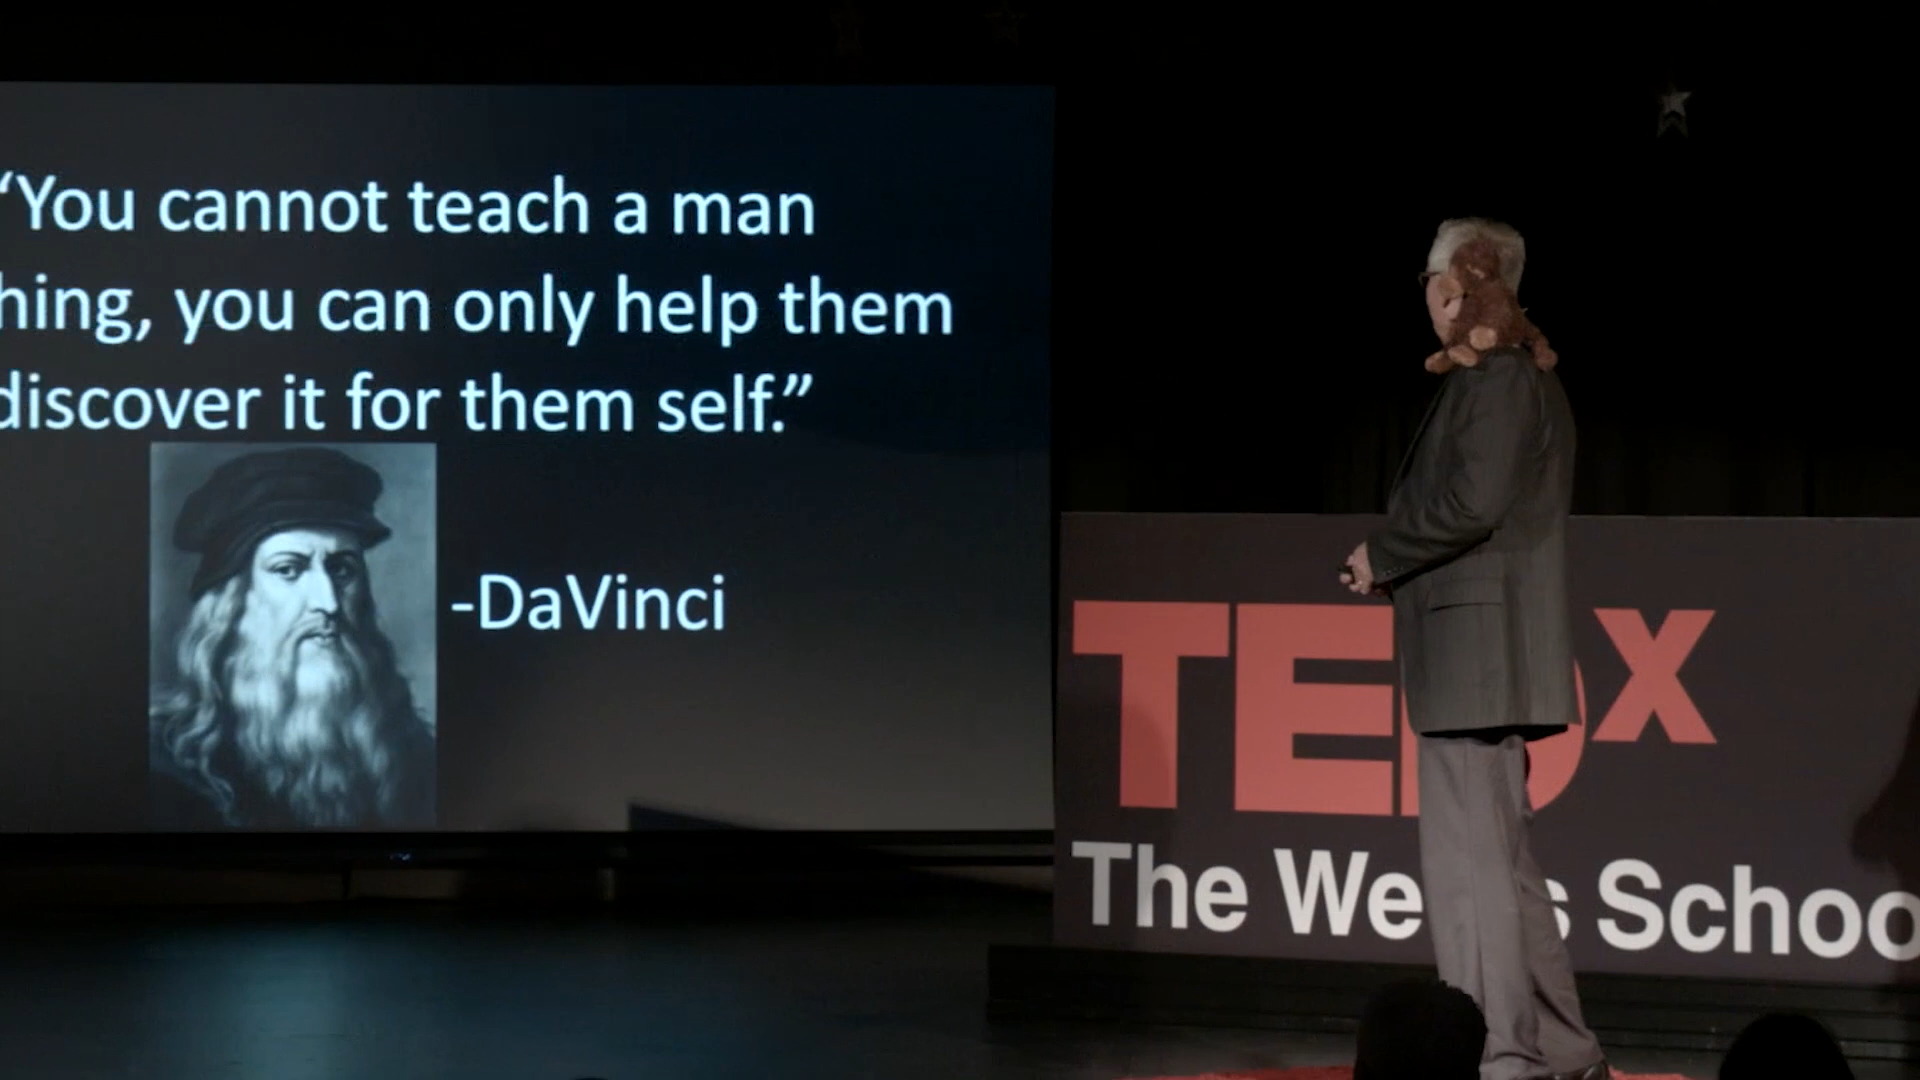 “You cannot teach a man
hing, you can only help them
discover it for them self.”
-DaVinci
TEDx
The We s Schoo